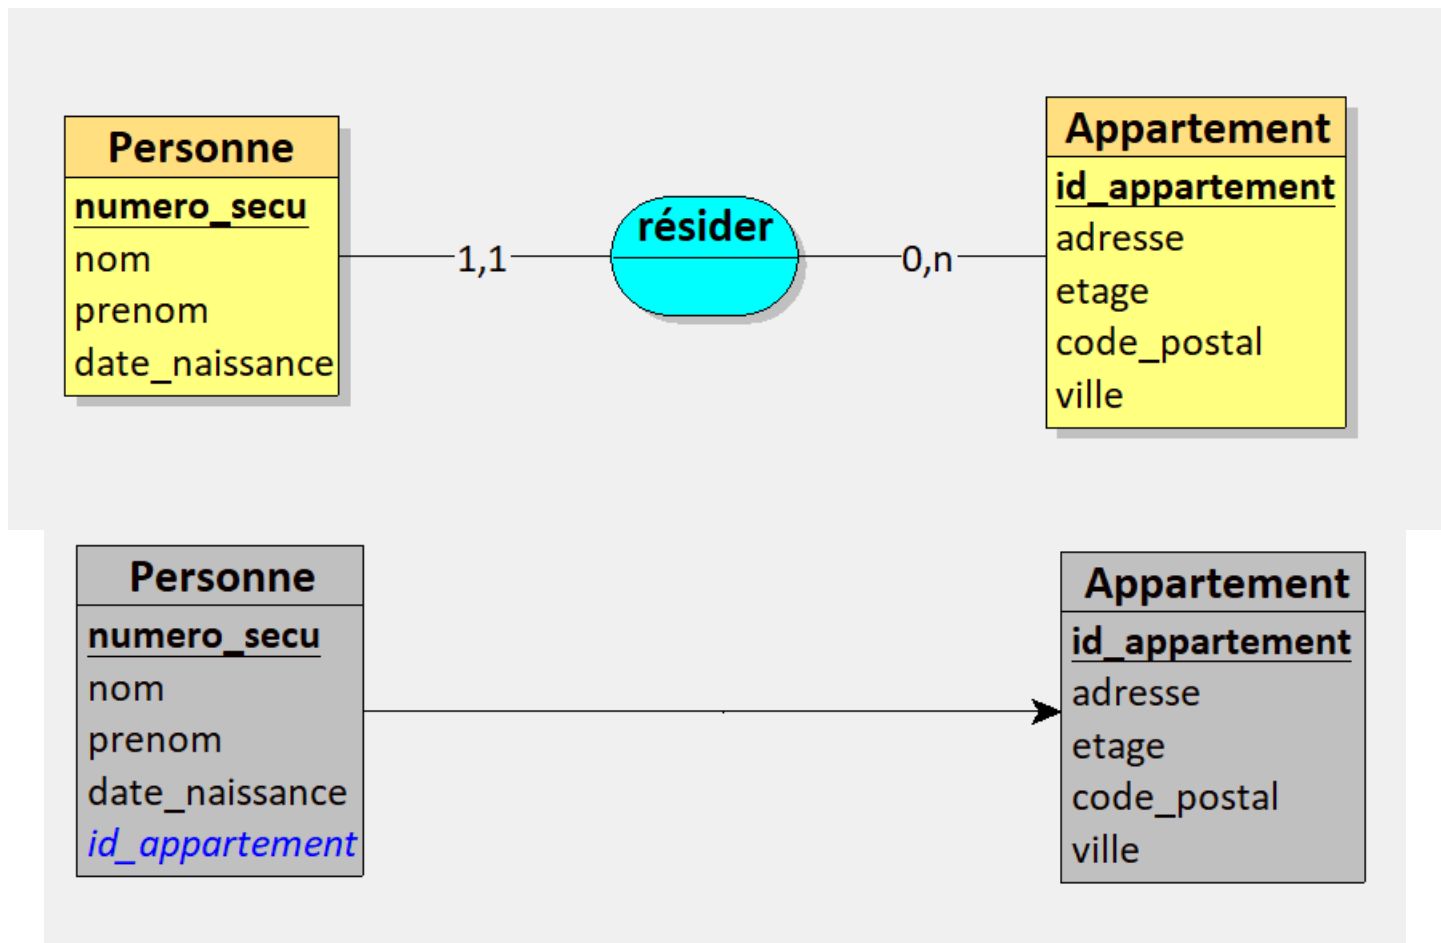 Personne
numero_secu
nom
prenom
date_naissance
1,1
résider
0,n
Appartement
id_appartement
adresse
etage
code_postal
ville
Personne
numero_secu
nom
prenom
date_naissance
id_appartement
Appartement
id_appartement
adresse
etage
code_postal
ville